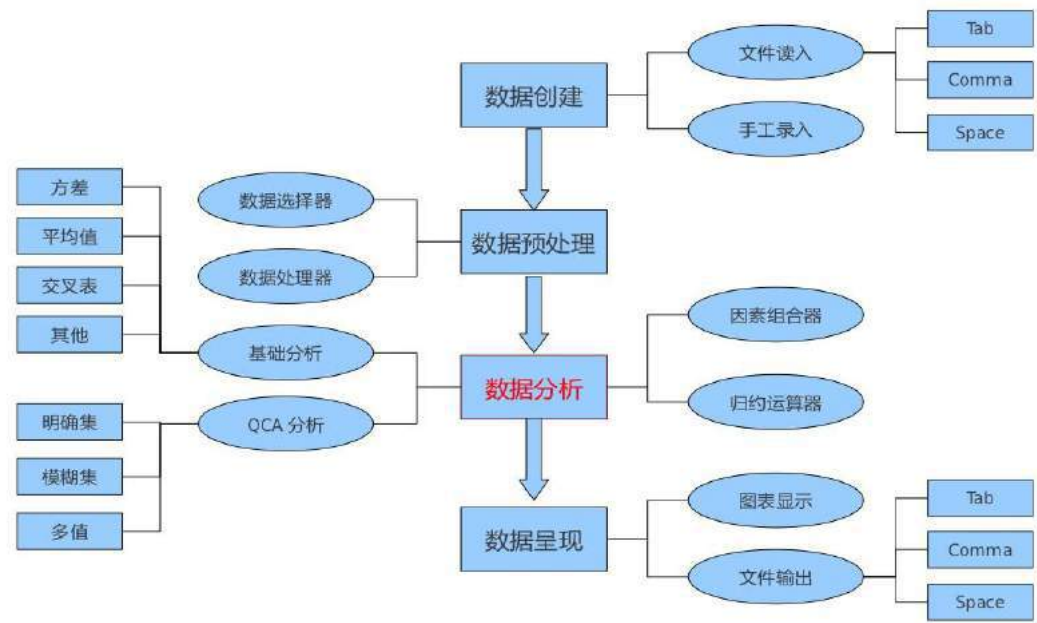 数据创建
文件读入
Tab
Comma
Space
手工录入
数据预处理
数据选择器
数据处理器
数据分析
基础分析
方差
平均值
交叉表
其他
QCA 分析
明确集
模糊集
多值
因素组合器
归约运算器
数据呈现
图表显示
文件输出
Tab
Comma
Space